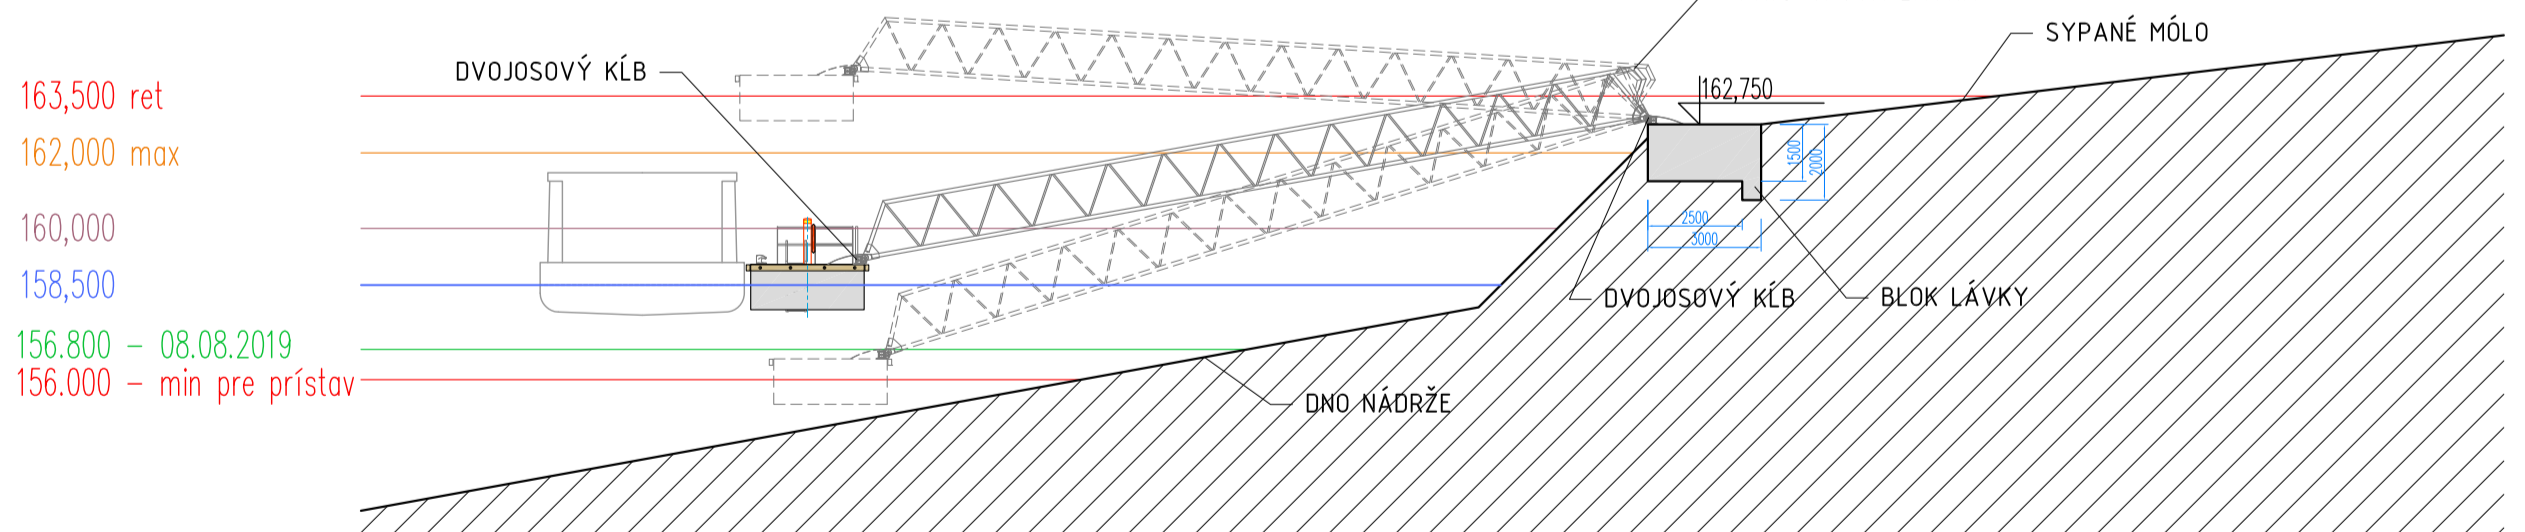 SYPANÉ MÓLO
DVOJOSOVÝ KĹB
163,500 ret
162,750
162,000 max
1500
2000
160,000
2500
3000
158,500
DVOJOSOVÝ KĹB
BLOK LÁVKY
156.800 – 08.08.2019
156.000 – min pre prístav
DNO NÁDRŽE